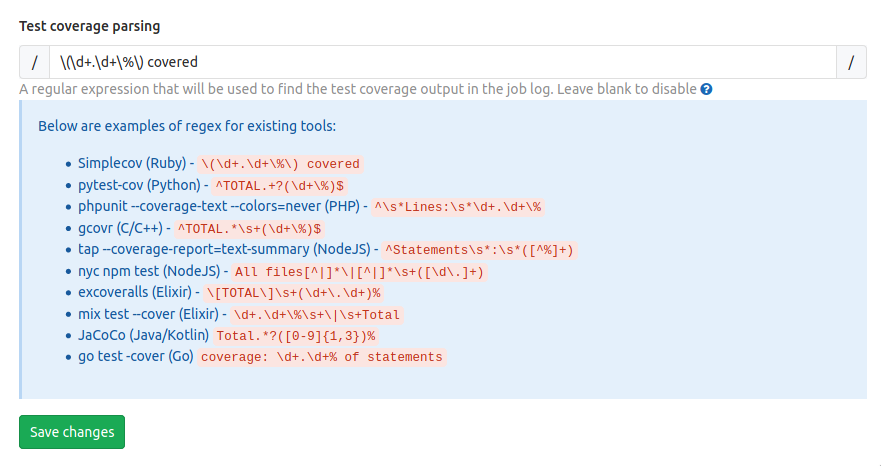 Test coverage parsing
/ \(\d+.\d+\%\) covered /
A regular expression that will be used to find the test coverage output in the job log. Leave blank to disable ?
Below are examples of regex for existing tools:
• Simplecov (Ruby) - \(\d+.\d+\%\) covered
• pytest-cov (Python) - ^TOTAL.+?(\d+\%)$
• phpunit --coverage-text --colors=never (PHP) - ^\s*Lines:\s*\d+.\d+\%
• gcovr (C/C++) - ^TOTAL.*\s+(\d+\%)$
• tap --coverage-report=text-summary (NodeJS) - ^Statements\s*:\s*([^%]+)
• nyc npm test (NodeJS) - All files[^|]*\|[^|]*\s+([\d\.]+)
• excoveralls (Elixir) - \[TOTAL\]\s+(\d+\.\d+)%
• mix test --cover (Elixir) - \d+.\d+\%\s+\|\s+Total
• JaCoCo (Java/Kotlin) Total.*?([0-9]{1,3})%
• go test -cover (Go) coverage: \d+.\d+% of statements
Save changes